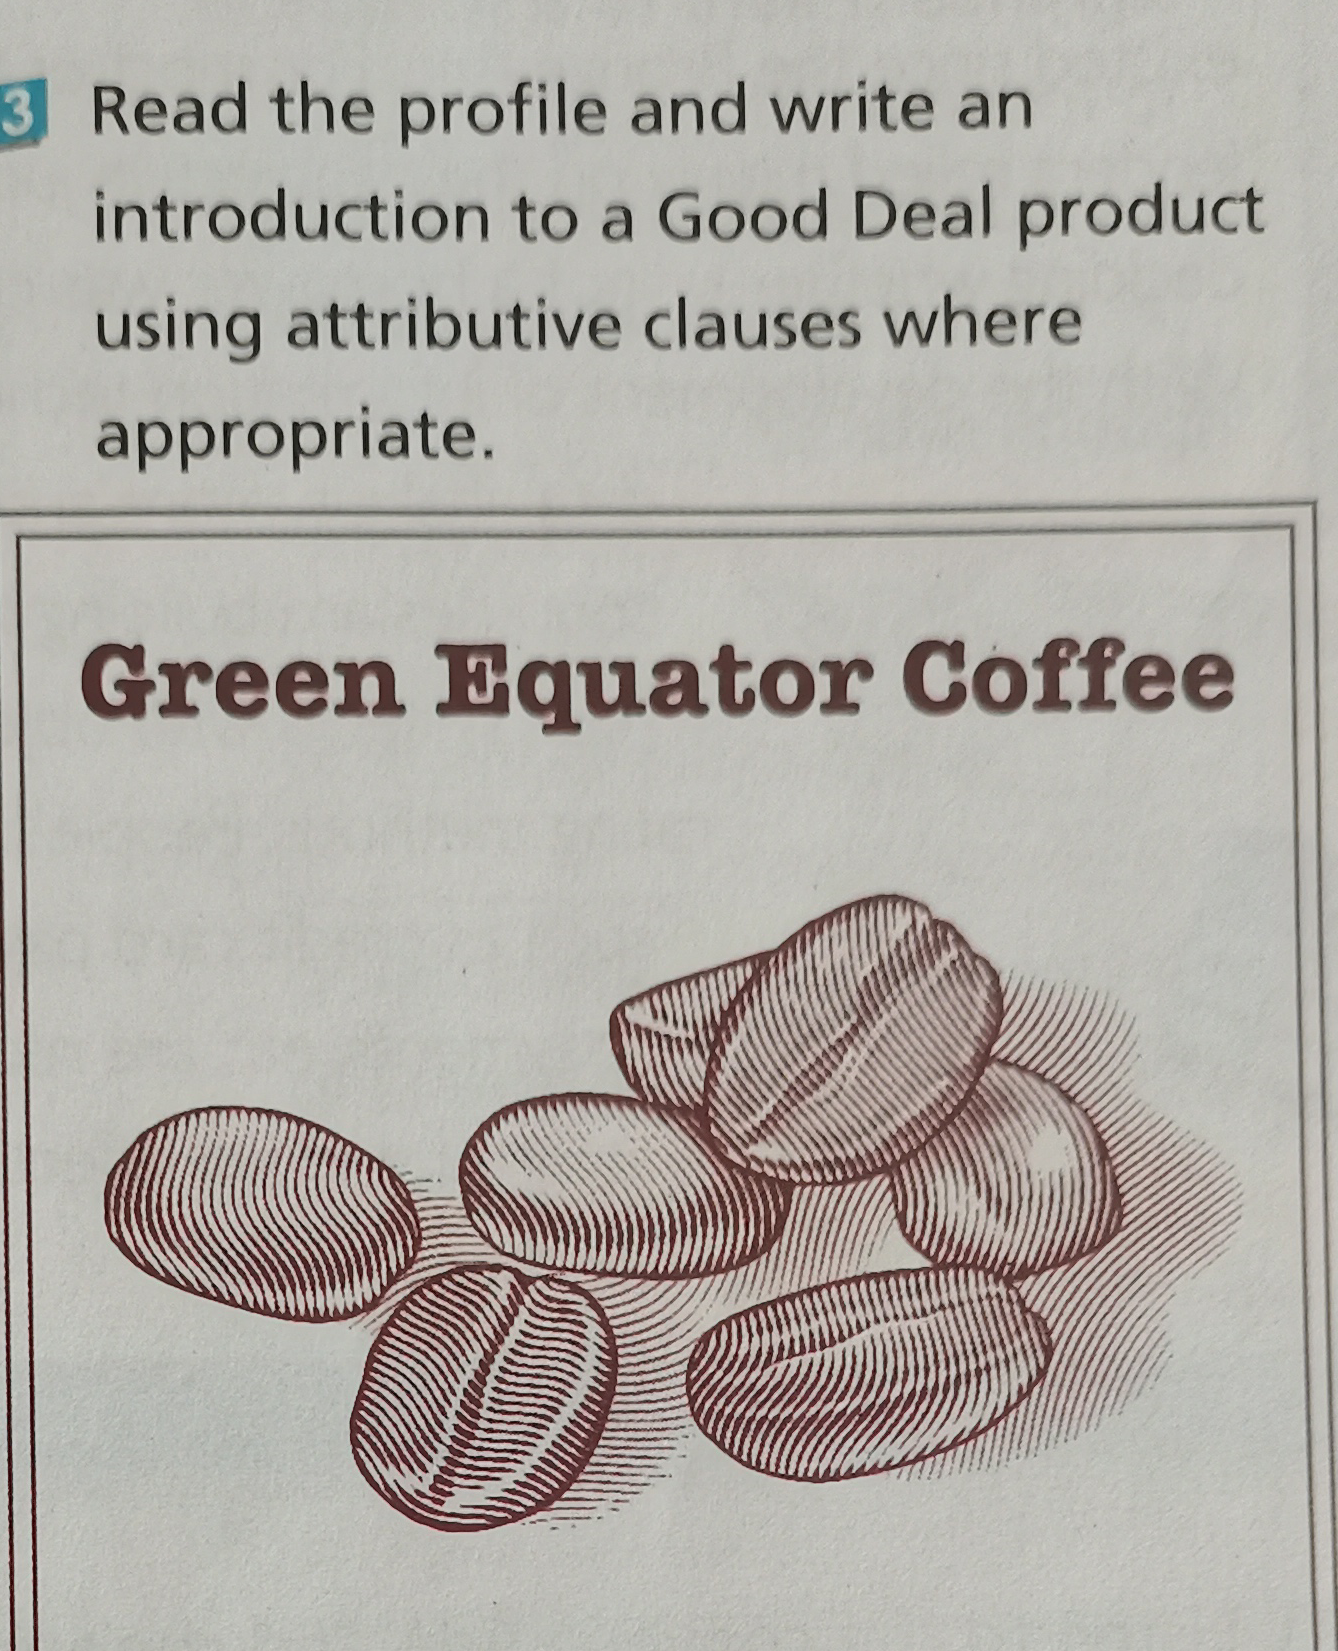 3 Read the profile and write an
introduction to a Good Deal product
using attributive clauses where
appropriate.
Green Equator Coffee